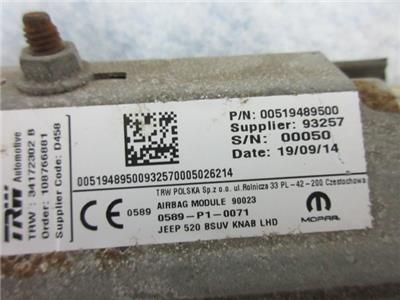 P/N: 00519489500
Supplier: 93257
S/N: 00050
Date: 19/09/14
00519489500932570005026214
TRW POLSKA Sp.z o.o. ul.Rolnicza 33 PL-42-200 Czestochowa
CE 0589
AIRBAG MODULE 90023
0589-P1-0071
JEEP 520 BSUV KNAB LHD
MOPAR
TRW Automotive
TRW: 34172302 B
Order: 108766881
Supplier Code: D458